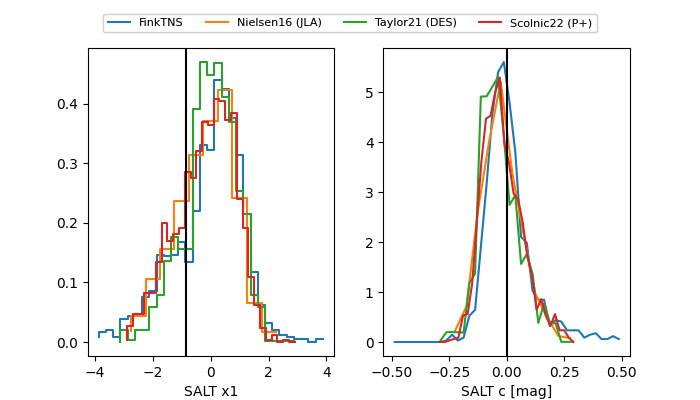 FinkTNS Nielsen16 (JLA) Taylor21 (DES) Scolnic22 (P+)
0.4
0.3
0.2
0.1
0.0
−4 −2 0 2 4
SALT x1
5
4
3
2
1
0
−0.50 −0.25 0.00 0.25 0.50
SALT c [mag]